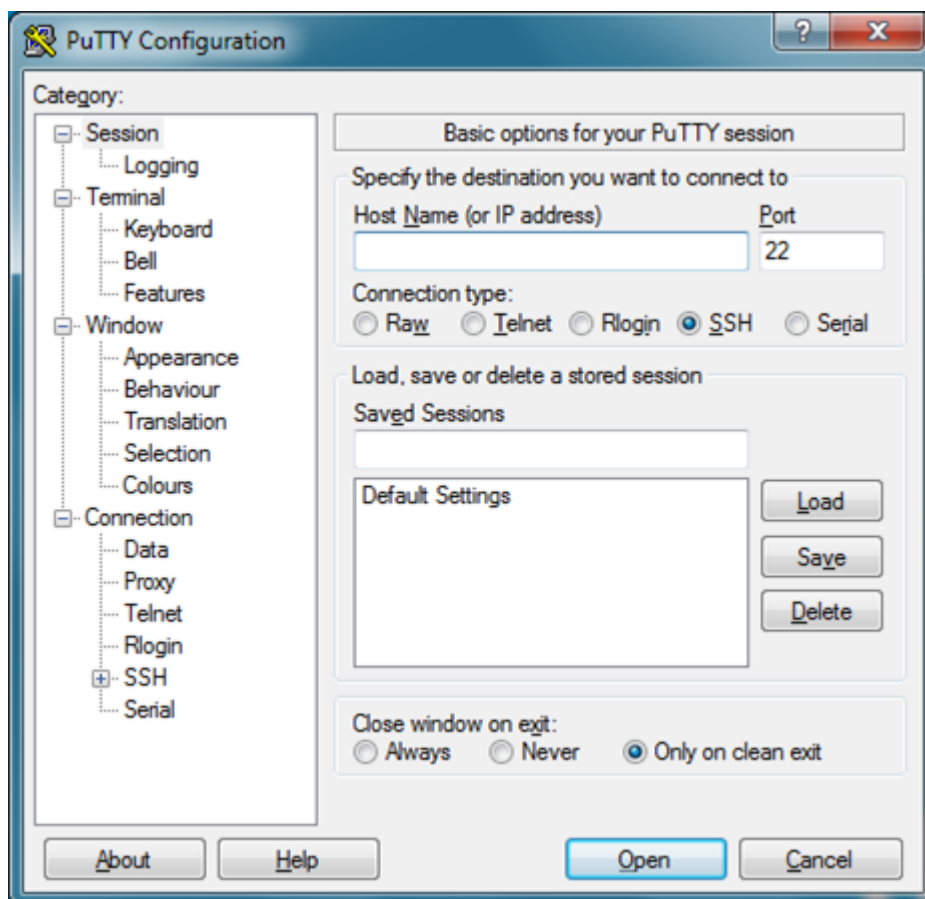 PuTTY Configuration
Category:
Session
Logging
Terminal
Keyboard
Bell
Features
Window
Appearance
Behaviour
Translation
Selection
Colours
Connection
Data
Proxy
Telnet
Rlogin
SSH
Serial
Basic options for your PuTTY session
Specify the destination you want to connect to
Host Name (or IP address) Port
22
Connection type:
Raw Telnet Rlogin SSH Serial
Load, save or delete a stored session
Saved Sessions
Default Settings
Load
Save
Delete
Close window on exit:
Always Never Only on clean exit
About Help Open Cancel